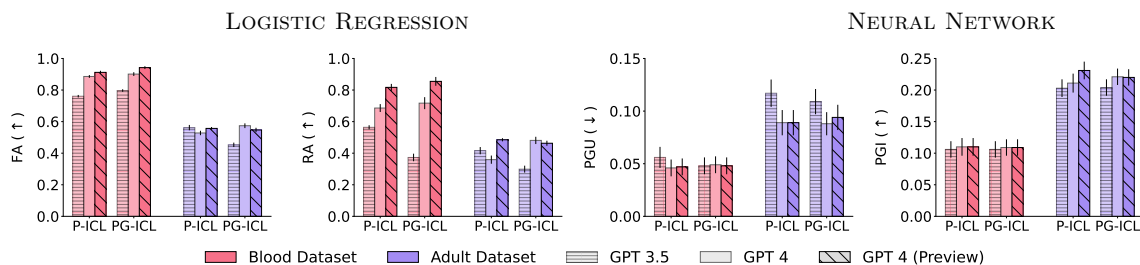 LOGISTIC REGRESSION
NEURAL NETWORK
FA (↑)
1.0
0.8
0.6
0.4
0.2
0.0
P-ICL PG-ICL P-ICL PG-ICL
RA (↑)
1.0
0.8
0.6
0.4
0.2
0.0
P-ICL PG-ICL P-ICL PG-ICL
PGU (↓)
0.15
0.10
0.05
0.00
P-ICL PG-ICL P-ICL PG-ICL
PGI (↑)
0.25
0.20
0.15
0.10
0.05
0.00
P-ICL PG-ICL P-ICL PG-ICL
Blood Dataset Adult Dataset GPT 3.5 GPT 4 GPT 4 (Preview)